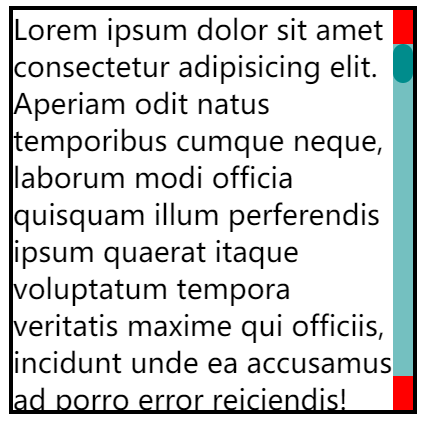 Lorem ipsum dolor sit amet
consectetur adipisicing elit.
Aperiam odit natus
temporibus cumque neque,
laborum modi officia
quisquam illum perferendis
ipsum quaerat itaque
voluptatum tempora
veritatis maxime qui officiis,
incidunt unde ea accusamus
ad porro error reiciendis!